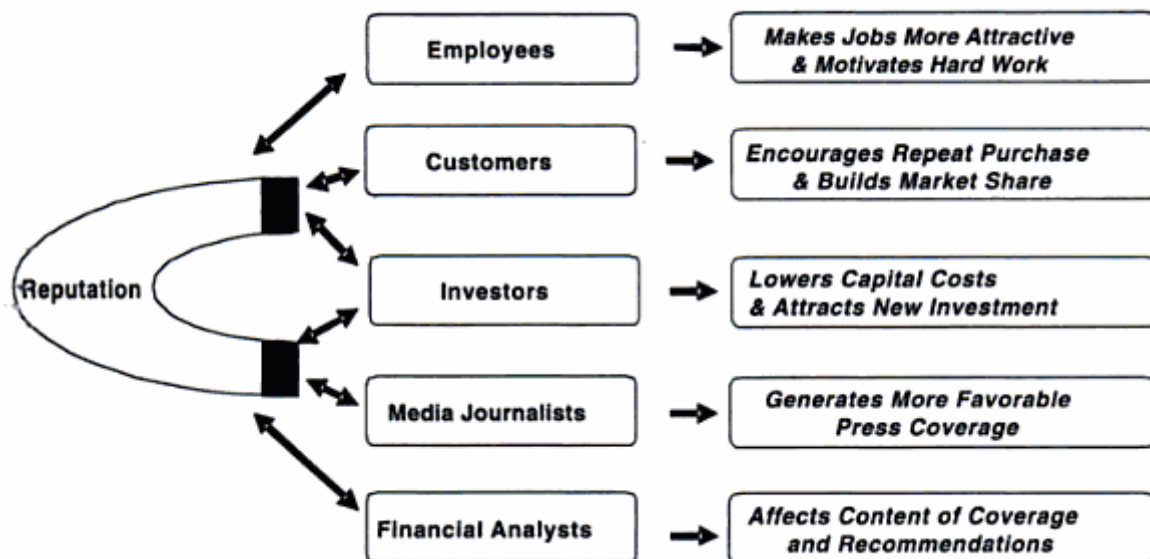 Employees
Makes Jobs More Attractive
& Motivates Hard Work
Customers
Encourages Repeat Purchase
& Builds Market Share
Reputation
Investors
Lowers Capital Costs
& Attracts New Investment
Media Journalists
Generates More Favorable
Press Coverage
Financial Analysts
Affects Content of Coverage
and Recommendations